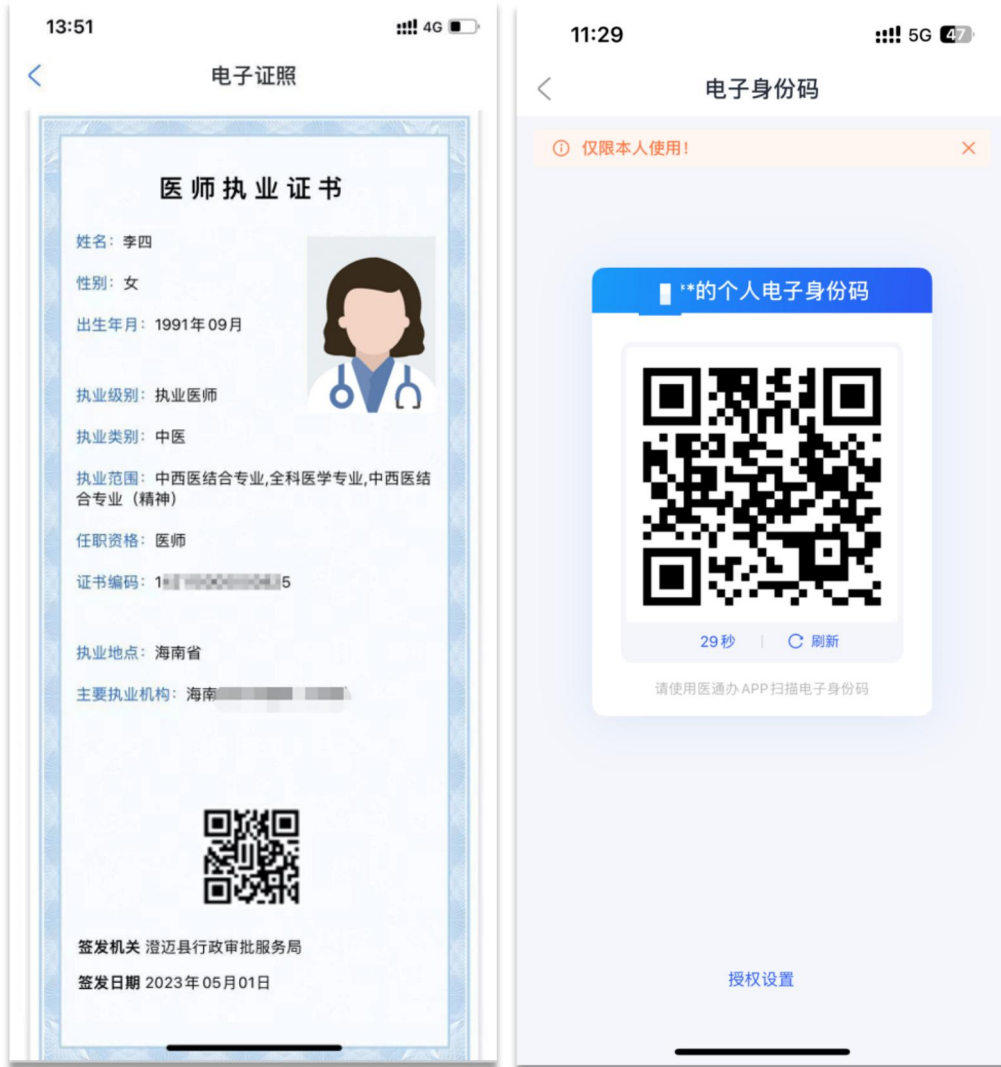 13:51
4G
电子证照
医师执业证书
姓名：李四
性别：女
出生年月：1991年09月
执业级别：执业医师
执业类别：中医
执业范围：中西医结合专业,全科医学专业,中西医结
合专业（精神）
任职资格：医师
证书编码：1 5
执业地点：海南省
主要执业机构：海南
签发机关 澄迈县行政审批服务局
签发日期 2023年05月01日
11:29
5G 47
电子身份码
仅限本人使用！
**的个人电子身份码
29秒
刷新
请使用医通办APP扫描电子身份码
授权设置